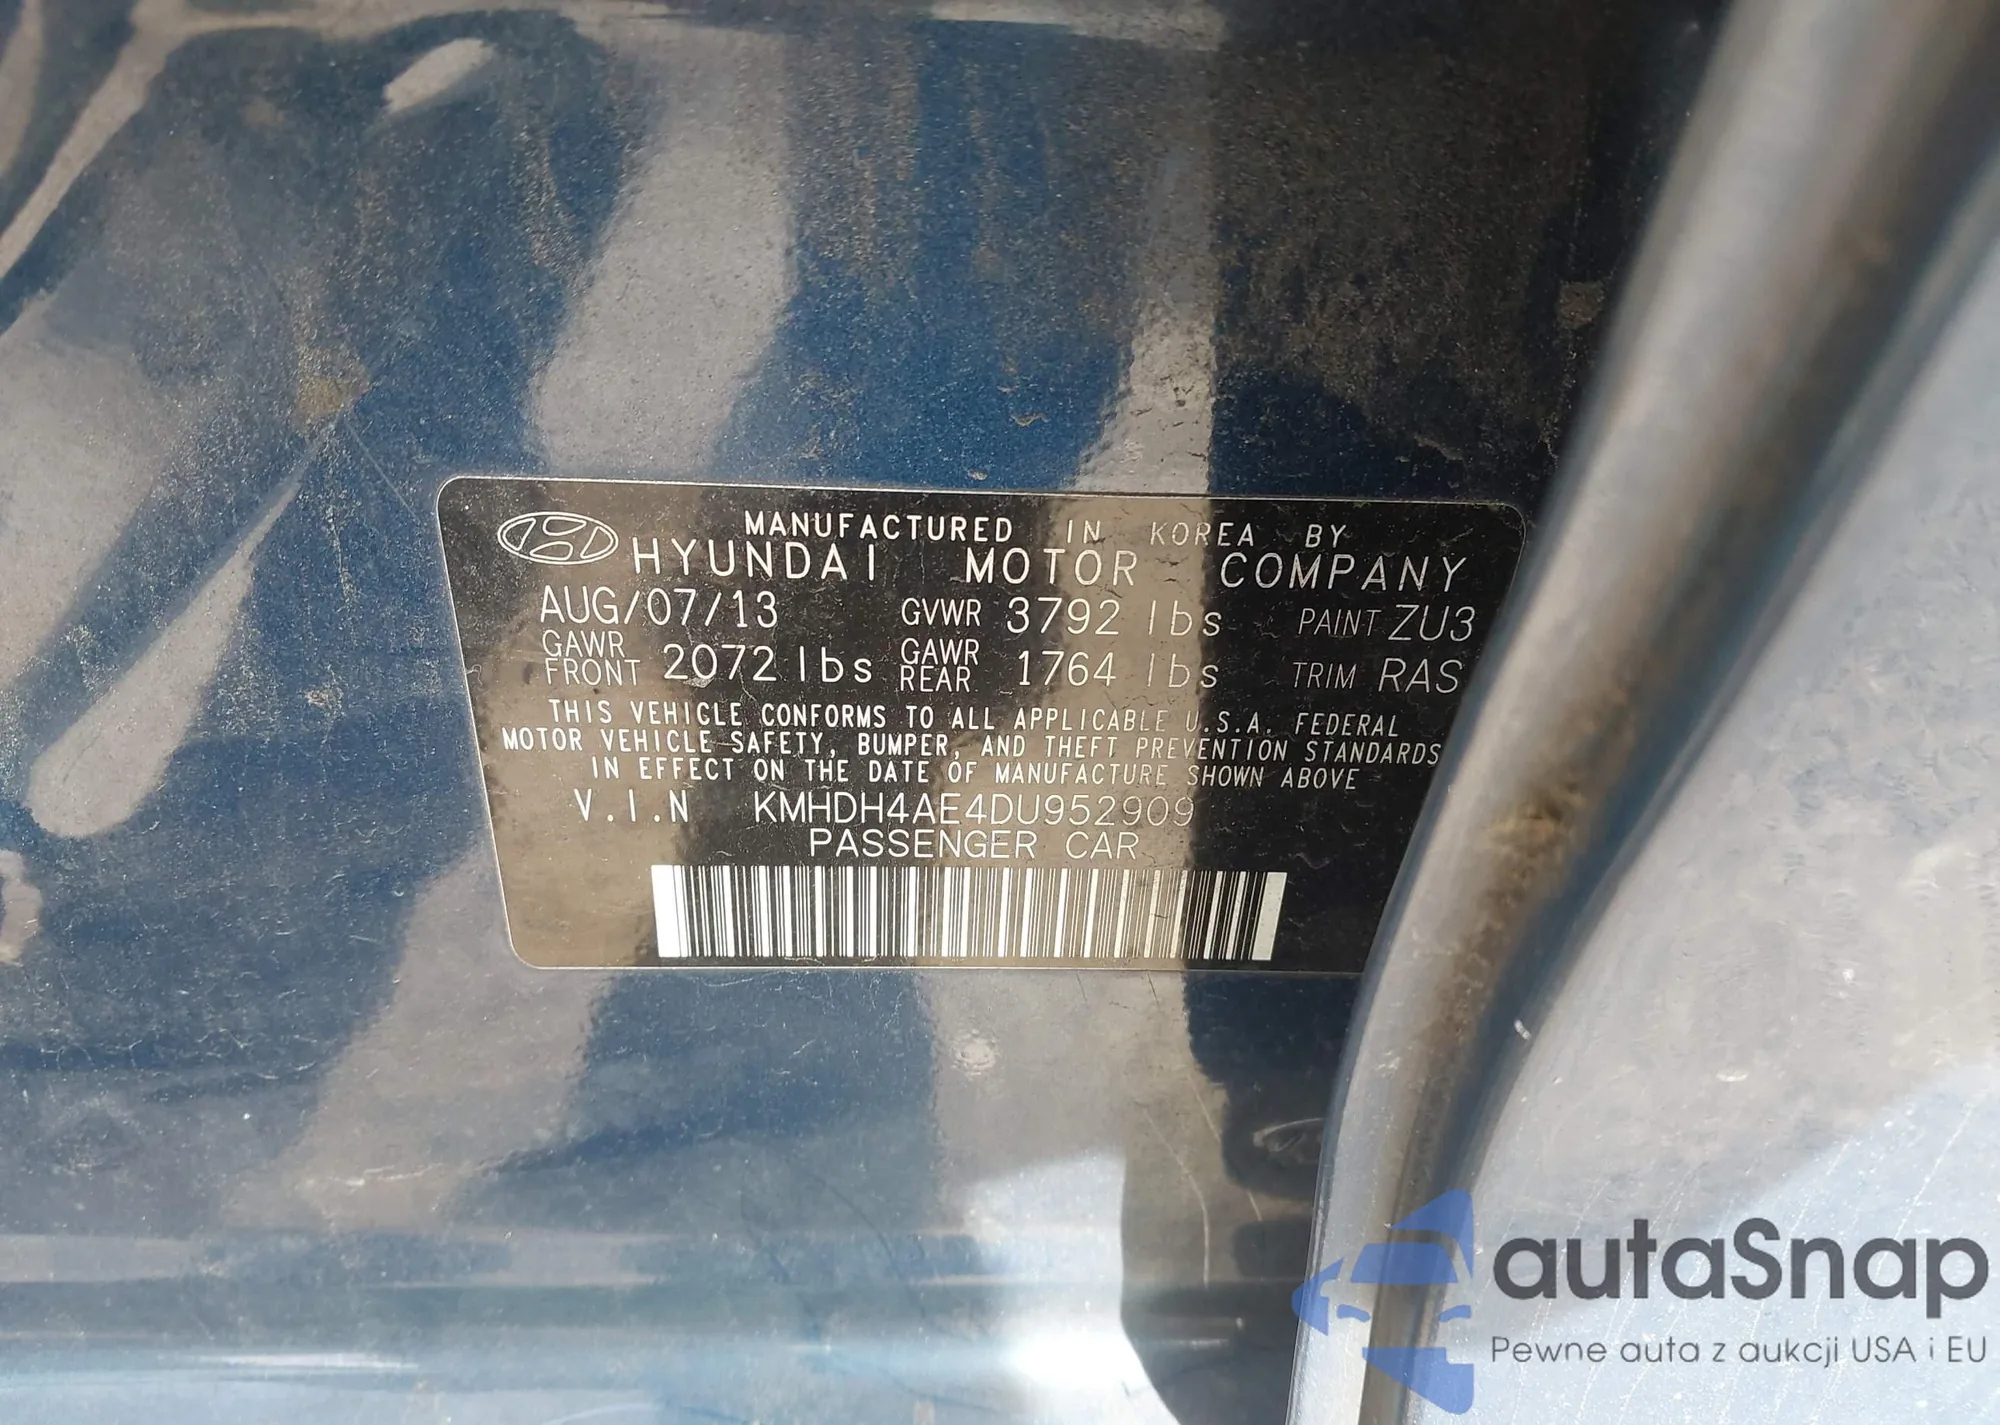 MANUFACTURED IN KOREA BY
HYUNDAI MOTOR COMPANY
AUG/07/13 GVWR 3792 lbs PAINT ZU3
GAWR FRONT 2072 lbs GAWR REAR 1764 lbs TRIM RAS
THIS VEHICLE CONFORMS TO ALL APPLICABLE U.S.A. FEDERAL
MOTOR VEHICLE SAFETY, BUMPER, AND THEFT PREVENTION STANDARDS
IN EFFECT ON THE DATE OF MANUFACTURE SHOWN ABOVE
V.I.N KMHDH4AE4DU952909
PASSENGER CAR
autaSnap
Pewne auta z aukcji USA i EU